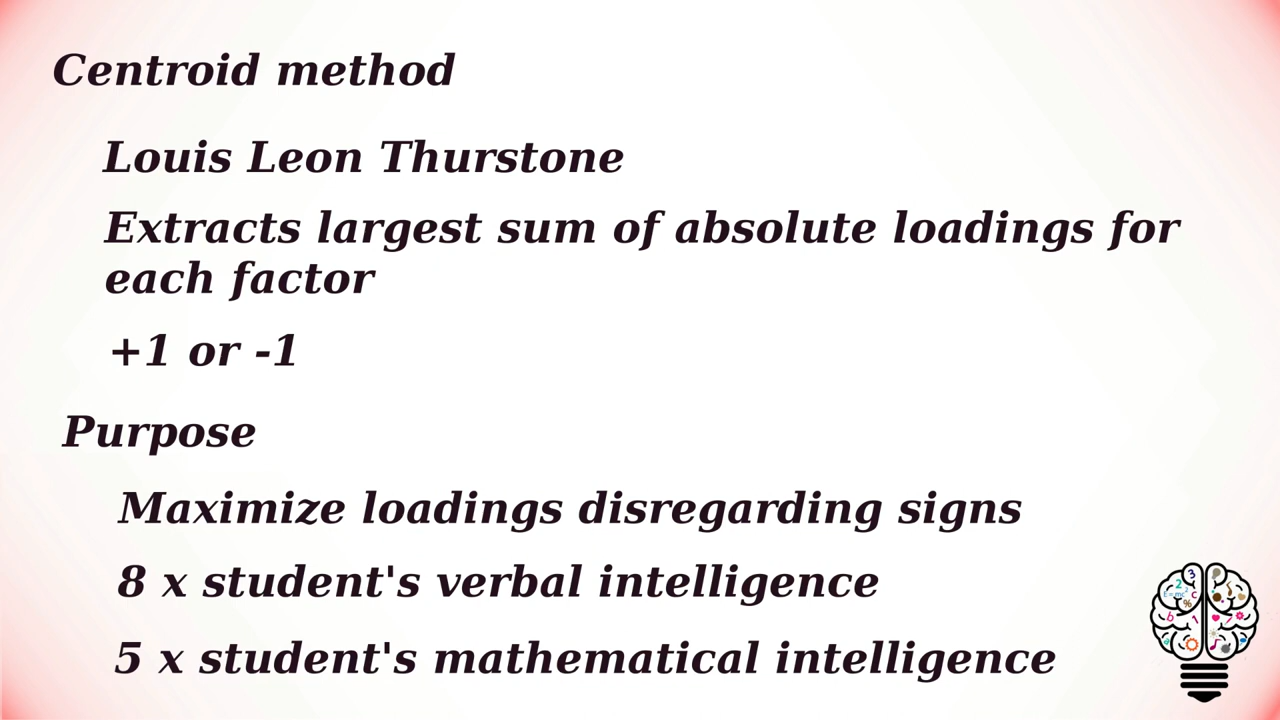 Centroid method
Louis Leon Thurstone
Extracts largest sum of absolute loadings for
each factor
+1 or -1
Purpose
Maximize loadings disregarding signs
8 x student's verbal intelligence
5 x student's mathematical intelligence